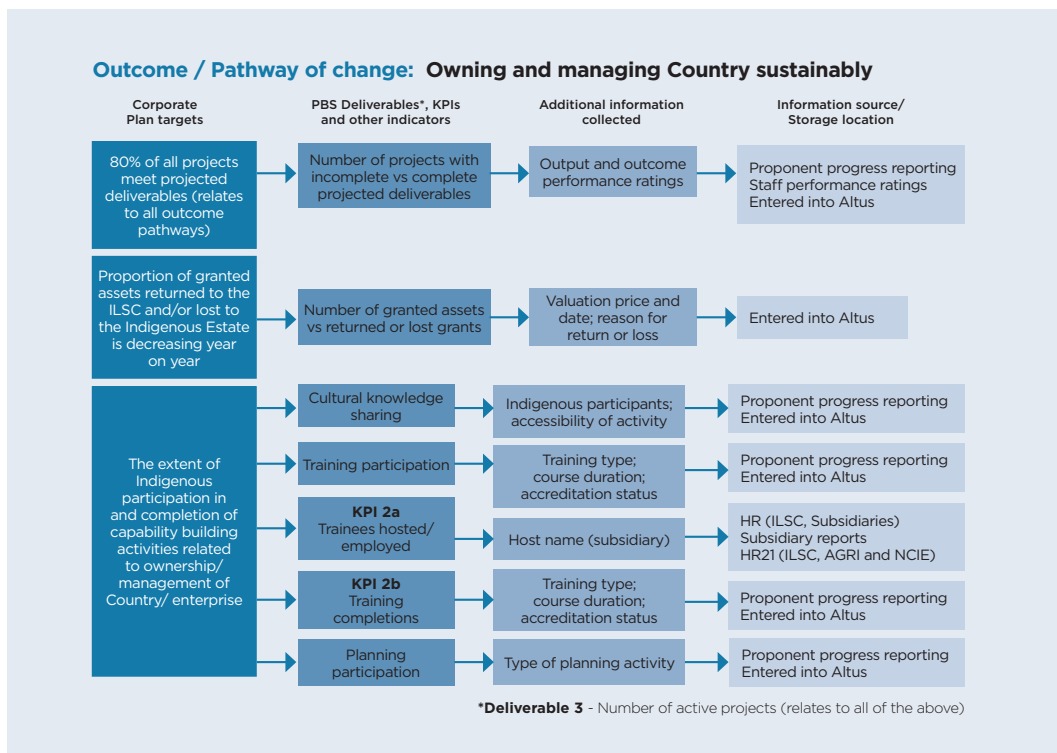 Outcome / Pathway of change: Owning and managing Country sustainably
Corporate
Plan targets
PBS Deliverables*, KPIs
and other indicators
Additional information
collected
Information source/
Storage location
80% of all projects
meet projected
deliverables (relates
to all outcome
pathways)
Number of projects with
incomplete vs complete
projected deliverables
Output and outcome
performance ratings
Proponent progress reporting
Staff performance ratings
Entered into Altus
Proportion of granted
assets returned to the
ILSC and/or lost to
the Indigenous Estate
is decreasing year
on year
Number of granted assets
vs returned or lost grants
Valuation price and
date; reason for
return or loss
Entered into Altus
The extent of
Indigenous
participation in
and completion of
capability building
activities related
to ownership/
management of
Country/ enterprise
Cultural knowledge
sharing
Indigenous participants;
accessibility of activity
Proponent progress reporting
Entered into Altus
Training participation
Training type;
course duration;
accreditation status
Proponent progress reporting
Entered into Altus
KPI 2a
Trainees hosted/
employed
Host name (subsidiary)
HR (ILSC, Subsidiaries)
Subsidiary reports
HR21 (ILSC, AGRI and NCIE)
KPI 2b
Training
completions
Training type;
course duration;
accreditation status
Proponent progress reporting
Entered into Altus
Planning
participation
Type of planning activity
Proponent progress reporting
Entered into Altus
*Deliverable 3 - Number of active projects (relates to all of the above)